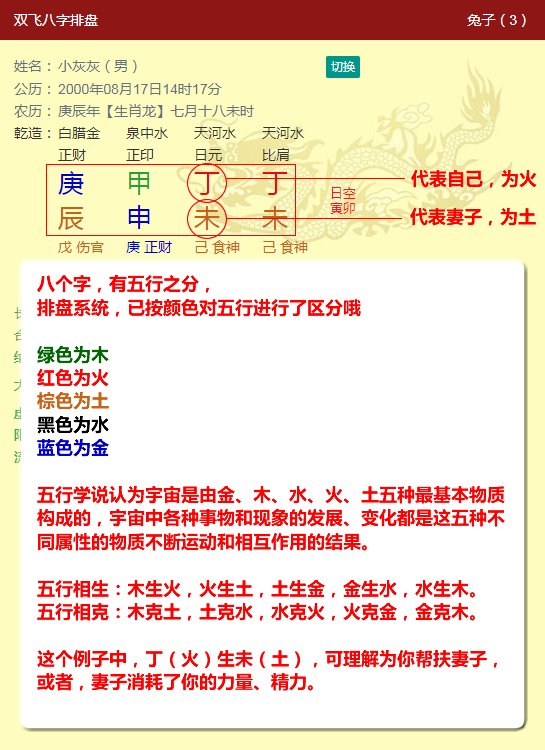 双飞八字排盘 兔子（3）
姓名：小灰灰（男） 切换
公历：2000年08月17日14时17分
农历：庚辰年【生肖龙】七月十八未时
乾造：白腊金 泉中水 天河水 天河水
正财 正印 日元 比肩
庚 甲 丁 丁 代表自己，为火
日空
辰 申 未 未 寅卯 代表妻子，为土
戊 伤官 庚 正财 己 食神 己 食神
八个字，有五行之分，
排盘系统，已按颜色对五行进行了区分哦
绿色为木
红色为火
棕色为土
黑色为水
蓝色为金
五行学说认为宇宙是由金、木、水、火、土五种最基本物质
构成的，宇宙中各种事物和现象的发展、变化都是这五种不
同属性的物质不断运动和相互作用的结果。
五行相生：木生火，火生土，土生金，金生水，水生木。
五行相克：木克土，土克水，水克火，火克金，金克木。
这个例子中，丁（火）生未（土），可理解为你帮扶妻子，
或者，妻子消耗了你的力量、精力。